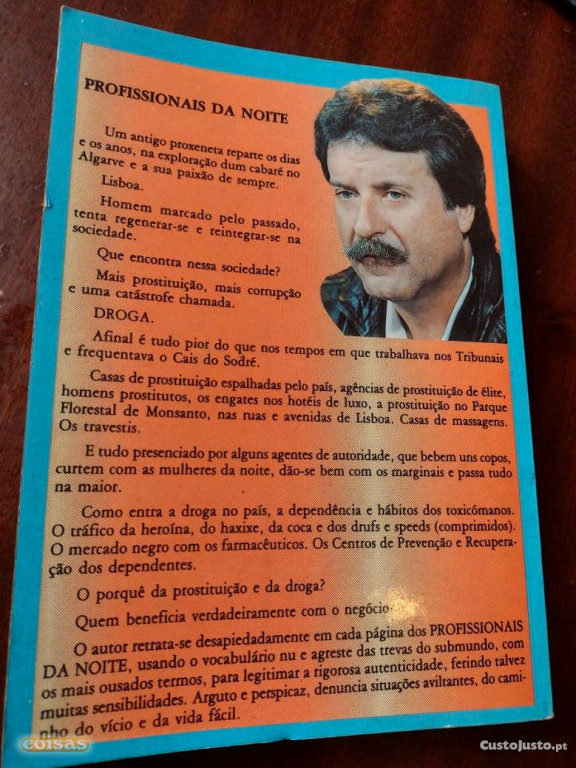 PROFISSIONAIS DA NOITE
Um antigo proxeneta reparte os dias
e os anos, na exploração dum cabaré no
Algarve e a sua paixão de sempre.
Lisboa.
Homem marcado pelo passado,
tenta regenerar-se e reintegrar-se na
sociedade.
Que encontra nessa sociedade?
Mais prostituição, mais corrupção
e uma catástrofe chamada.
DROGA.
Afinal é tudo pior do que nos tempos em que trabalhava nos Tribunais
e frequentava o Cais do Sodré.
Casas de prostituição espalhadas pelo país, agências de prostituição de élite,
homens prostitutos, os engates nos hotéis de luxo, a prostituição no Parque
Florestal de Monsanto, nas ruas e avenidas de Lisboa. Casas de massagens.
Os travestis.
E tudo presenciado por alguns agentes de autoridade, que bebem uns copos,
curtem com as mulheres da noite, dão-se bem com os marginais e passa tudo
na maior.
Como entra a droga no país, a dependência e hábitos dos toxicómanos.
O tráfico da heroína, do haxixe, da coca e dos drufs e speeds (comprimidos).
O mercado negro com os farmacêuticos. Os Centros de Prevenção e Recupera-
ção dos dependentes.
O porquê da prostituição e da droga?
Quem beneficia verdadeiramente com o negócio
O autor retrata-se desapiedadamente em cada página dos PROFISSIONAIS
DA NOITE, usando o vocabulário nu e agreste das trevas do submundo, com
os mais ousados termos, para legitimar a rigorosa autenticidade, ferindo talvez
muitas sensibilidades. Arguto e perspicaz, denuncia situações aviltantes, do cami-
nho do vício e da vida fácil.
coisas
CustoJusto.pt